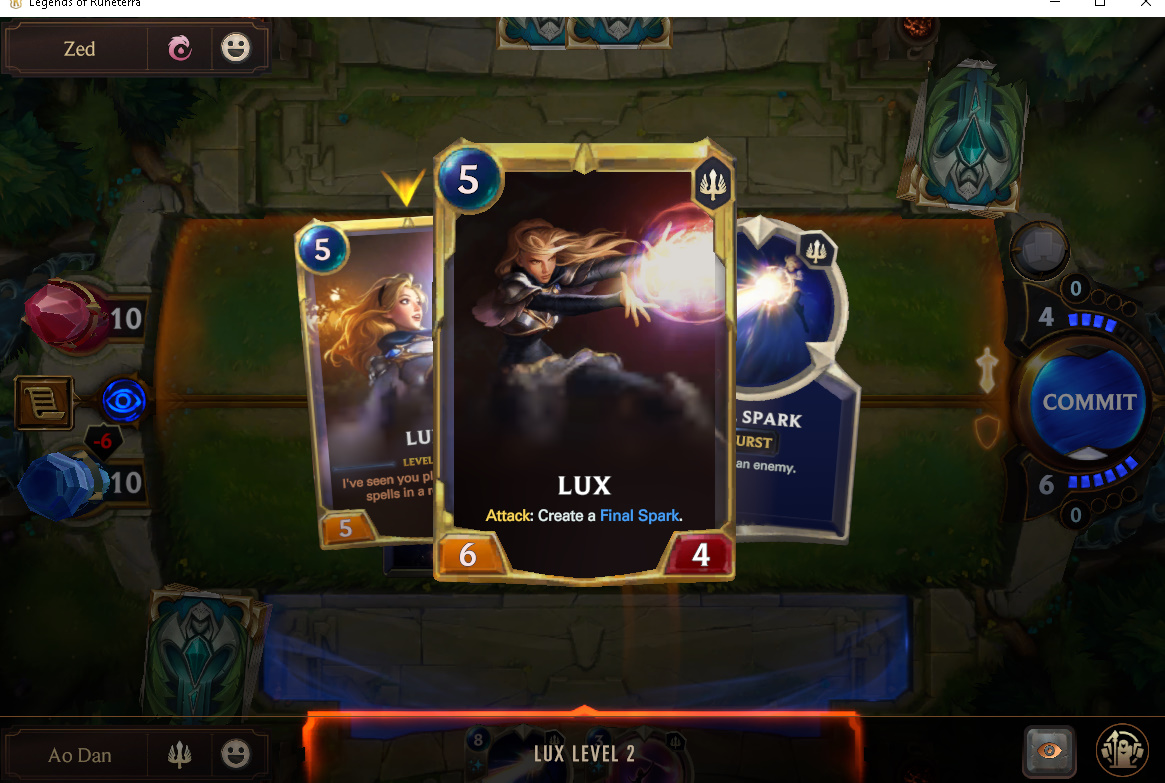 Legends of Runeterra
Zed
5
5
10
-6
10
LU
LEVEL
I've seen you pl
spells in a r
5
LUX
Attack: Create a Final Spark.
6
4
SPARK
URST
an enemy.
0
4
COMMIT
6
0
Ao Dan
8
3
LUX LEVEL 2